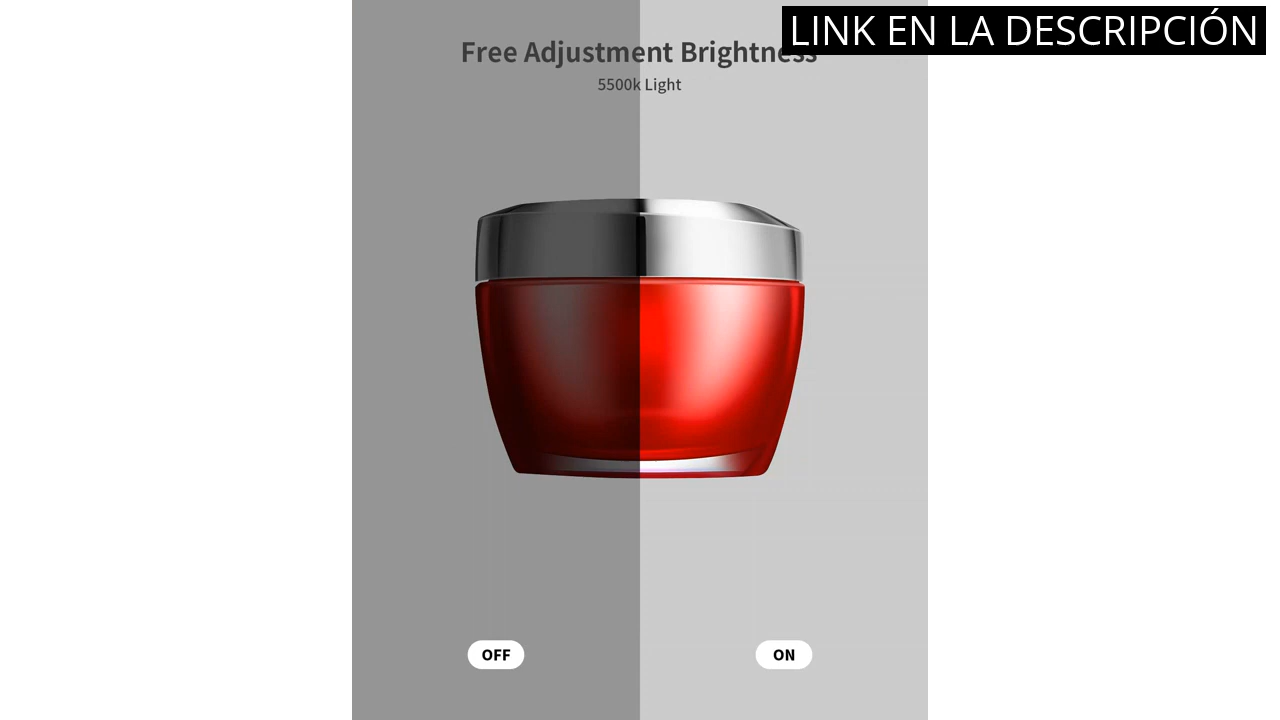 LINK EN LA DESCRIPCIÓN
Free Adjustment Brightness
5500k Light
OFF
ON